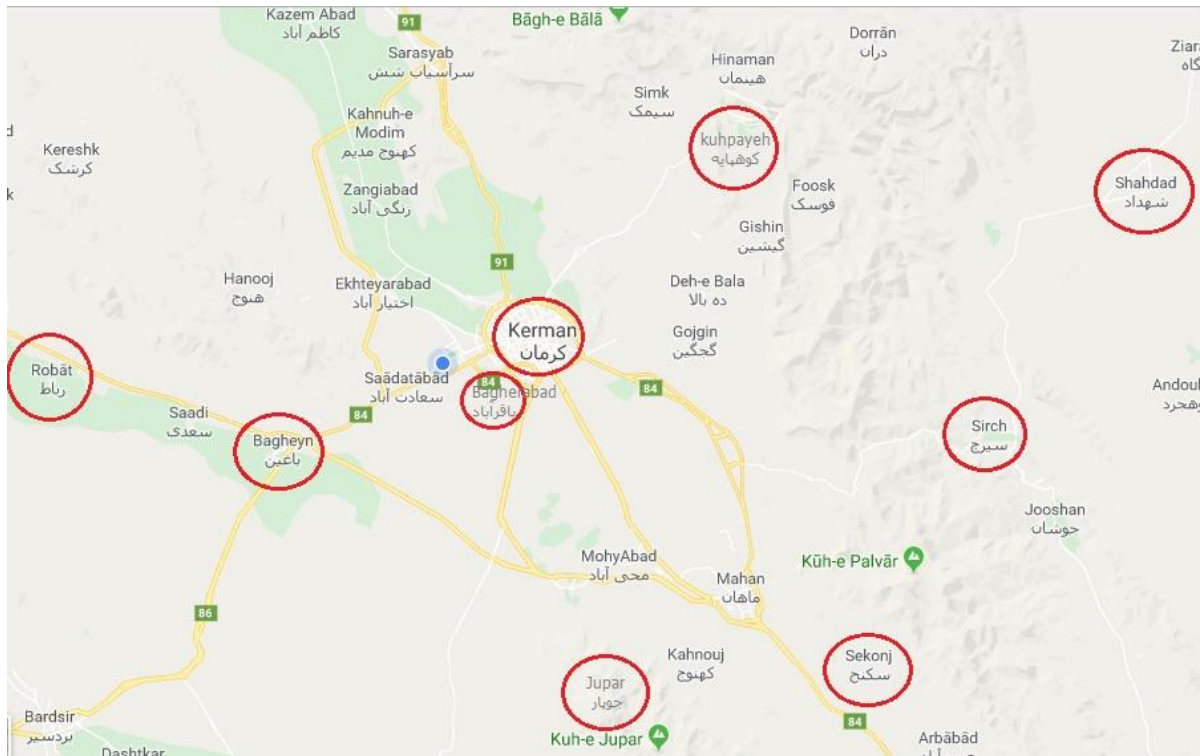 Kazem Abad
كاظم آباد
91
Bāgh-e Bālā
Dorrān
دران
Sarasyab
سرآسیاب شش
Hinaman
هینمان
Simk
سیمک
Kahnuh-e
Modim
کهنوج مدیم
Kereshk
کرشک
kuhpayeh
کوهپایه
Shahdad
شهداد
Foosk
فوسک
Zangiabad
زنگی آباد
Gishin
گیشین
91
Hanooj
هنوج
Ekhteyarabad
اختیار آباد
Deh-e Bala
ده بالا
Kerman
کرمان
Gojgin
گجگین
Robāt
رباط
Saādatābād
سعادت آباد
84
Bagherabad
باقراباد
84
Saadi
سعدی
84
Bagheyn
باغین
Sirch
سیرچ
Jooshan
جوشان
MohyAbad
محی آباد
Mahan
ماهان
Kūh-e Palvār
86
Kahnouj
کهنوج
Sekonj
سکنج
Jupar
جوپار
Bardsir
بردسیر
84
Kuh-e Jupar
Arbābād
Dashtkar